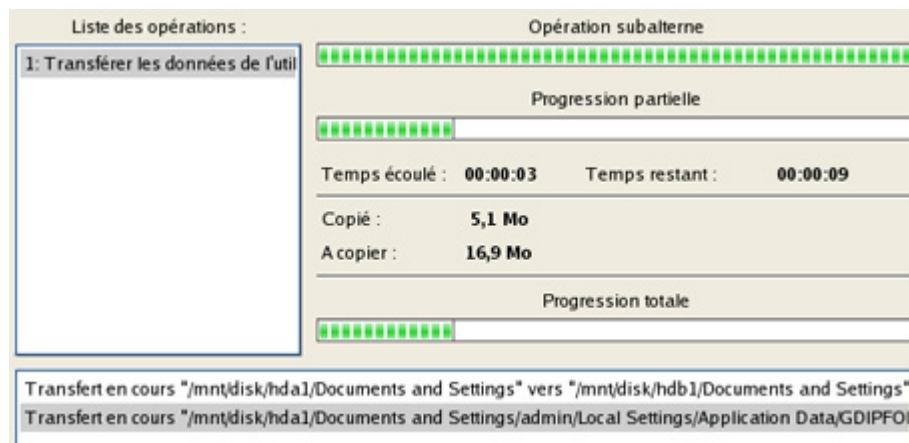 Liste des opérations :
1: Transférer les données de l'util
Opération subalterne
Progression partielle
Temps écoulé : 00:00:03 Temps restant : 00:00:09
Copié : 5,1 Mo
A copier : 16,9 Mo
Progression totale
Transfert en cours "/mnt/disk/hda1/Documents and Settings" vers "/mnt/disk/hdb1/Documents and Settings"
Transfert en cours "/mnt/disk/hda1/Documents and Settings/admin/Local Settings/Application Data/GDIPFO